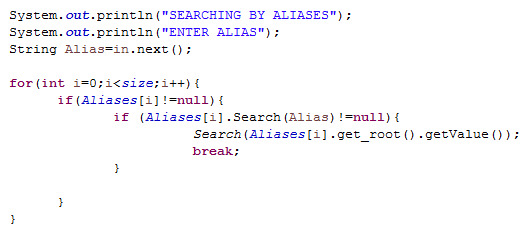 System.out.println("SEARCHING BY ALIASES");
System.out.println("ENTER ALIAS");
String Alias=in.next();
for(int i=0;i<size;i++){
if(Aliases[i]!=null){
if (Aliases[i].Search(Alias)!=null){
Search(Aliases[i].get_root().getValue());
break;
}
}
}